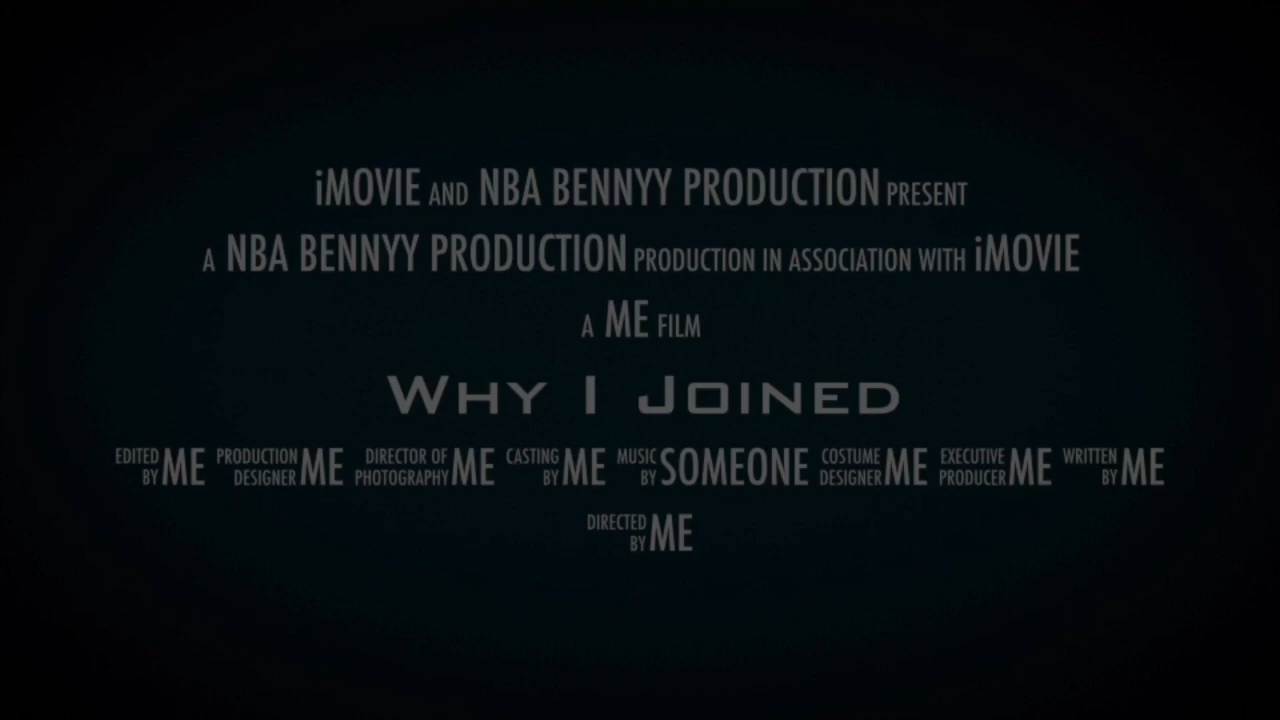 iMOVIE AND NBA BENNYY PRODUCTION PRESENT
A NBA BENNYY PRODUCTION PRODUCTION IN ASSOCIATION WITH iMOVIE
A ME FILM
WHY I JOINED
EDITED BY ME PRODUCTION DESIGNER ME DIRECTOR OF PHOTOGRAPHY ME CASTING BY ME MUSIC BY SOMEONE COSTUME DESIGNER ME EXECUTIVE PRODUCER ME WRITTEN BY ME
DIRECTED BY ME